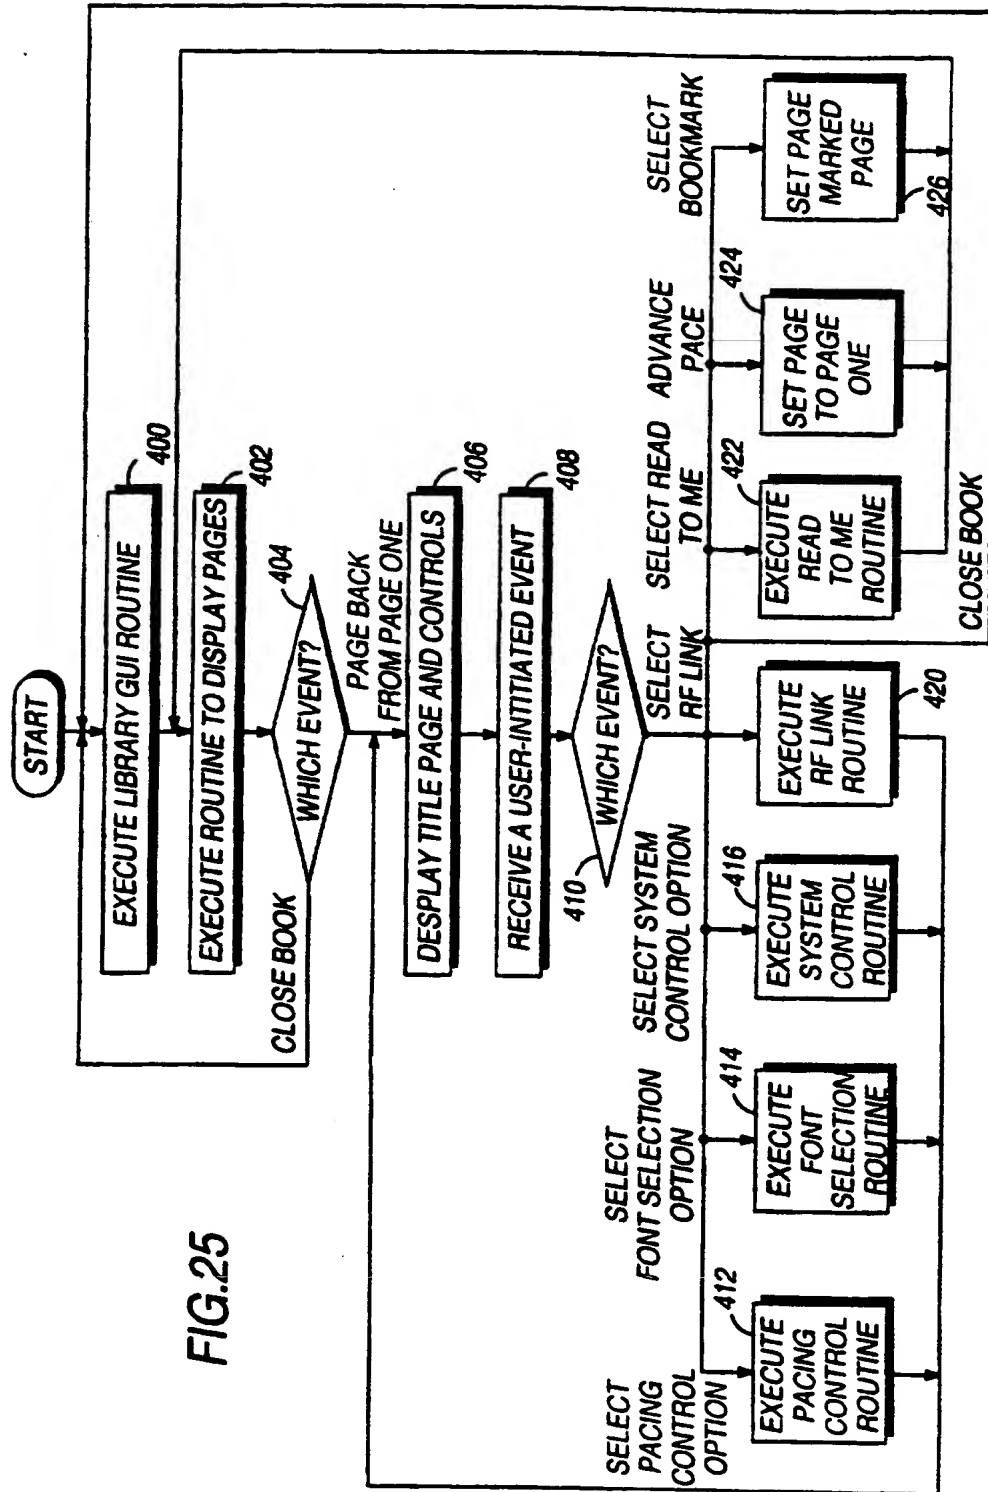 FIG.25
START
EXECUTE LIBRARY GUI ROUTINE
400
EXECUTE ROUTINE TO DISPLAY PAGES
402
WHICH EVENT?
404
CLOSE BOOK
PAGE BACK
FROM PAGE ONE
DESPLAY TITLE PAGE AND CONTROLS
406
RECEIVE A USER-INTITIATED EVENT
408
WHICH EVENT?
410
SELECT
PACING
CONTROL
OPTION
SELECT
FONT SELECTION
OPTION
SELECT SYSTEM
CONTROL OPTION
SELECT
RF LINK
SELECT READ
TO ME
ADVANCE
PACE
SELECT
BOOKMARK
412
EXECUTE
PACING
CONTROL
ROUTINE
414
EXECUTE
FONT
SELECTION
ROUTINE
416
EXECUTE
SYSTEM
CONTROL
ROUTINE
EXECUTE
RF LINK
ROUTINE
420
422
EXECUTE
READ
TO ME
ROUTINE
424
SET PAGE
TO PAGE
ONE
SET PAGE
MARKED
PAGE
426
CLOSE BOOK